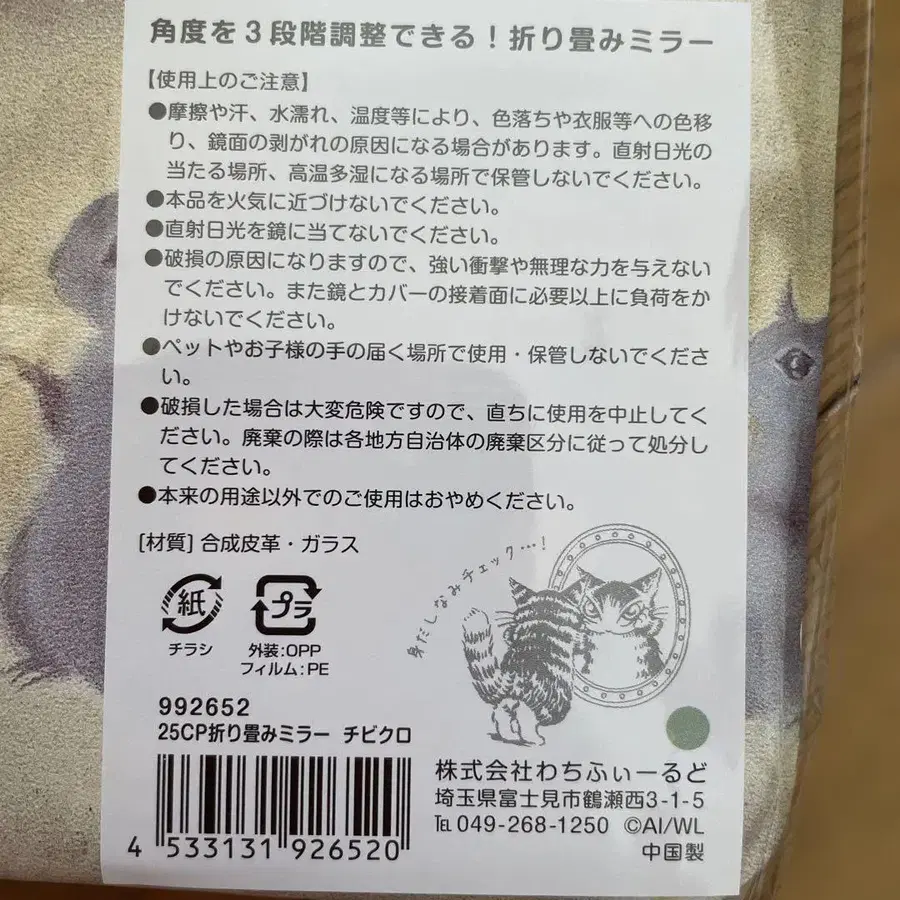 角度を3段階調整できる！折り畳みミラー
【使用上のご注意】
●摩擦や汗、水濡れ、温度等により、色落ちや衣服等への色移
り、鏡面の剥がれの原因になる場合があります。直射日光の
当たる場所、高温多湿になる場所で保管しないでください。
●本品を火気に近づけないでください。
●直射日光を鏡に当てないでください。
●破損の原因になりますので、強い衝撃や無理な力を与えない
でください。また鏡とカバーの接着面に必要以上に負荷をか
けないでください。
●ペットやお子様の手の届く場所で使用・保管しないでくださ
い。
●破損した場合は大変危険ですので、直ちに使用を中止してく
ださい。廃棄の際は各地方自治体の廃棄区分に従って処分し
てください。
●本来の用途以外でのご使用はおやめください。
[材質] 合成皮革・ガラス
身だしなみチェック…！
紙
チラシ
プラ
外装:OPP
フィルム:PE
992652
25CP折り畳みミラー チビクロ
4 533131 926520
株式会社わちふぃーるど
埼玉県富士見市鶴瀬西3-1-5
℡ 049-268-1250 ©AI/WL
中国製